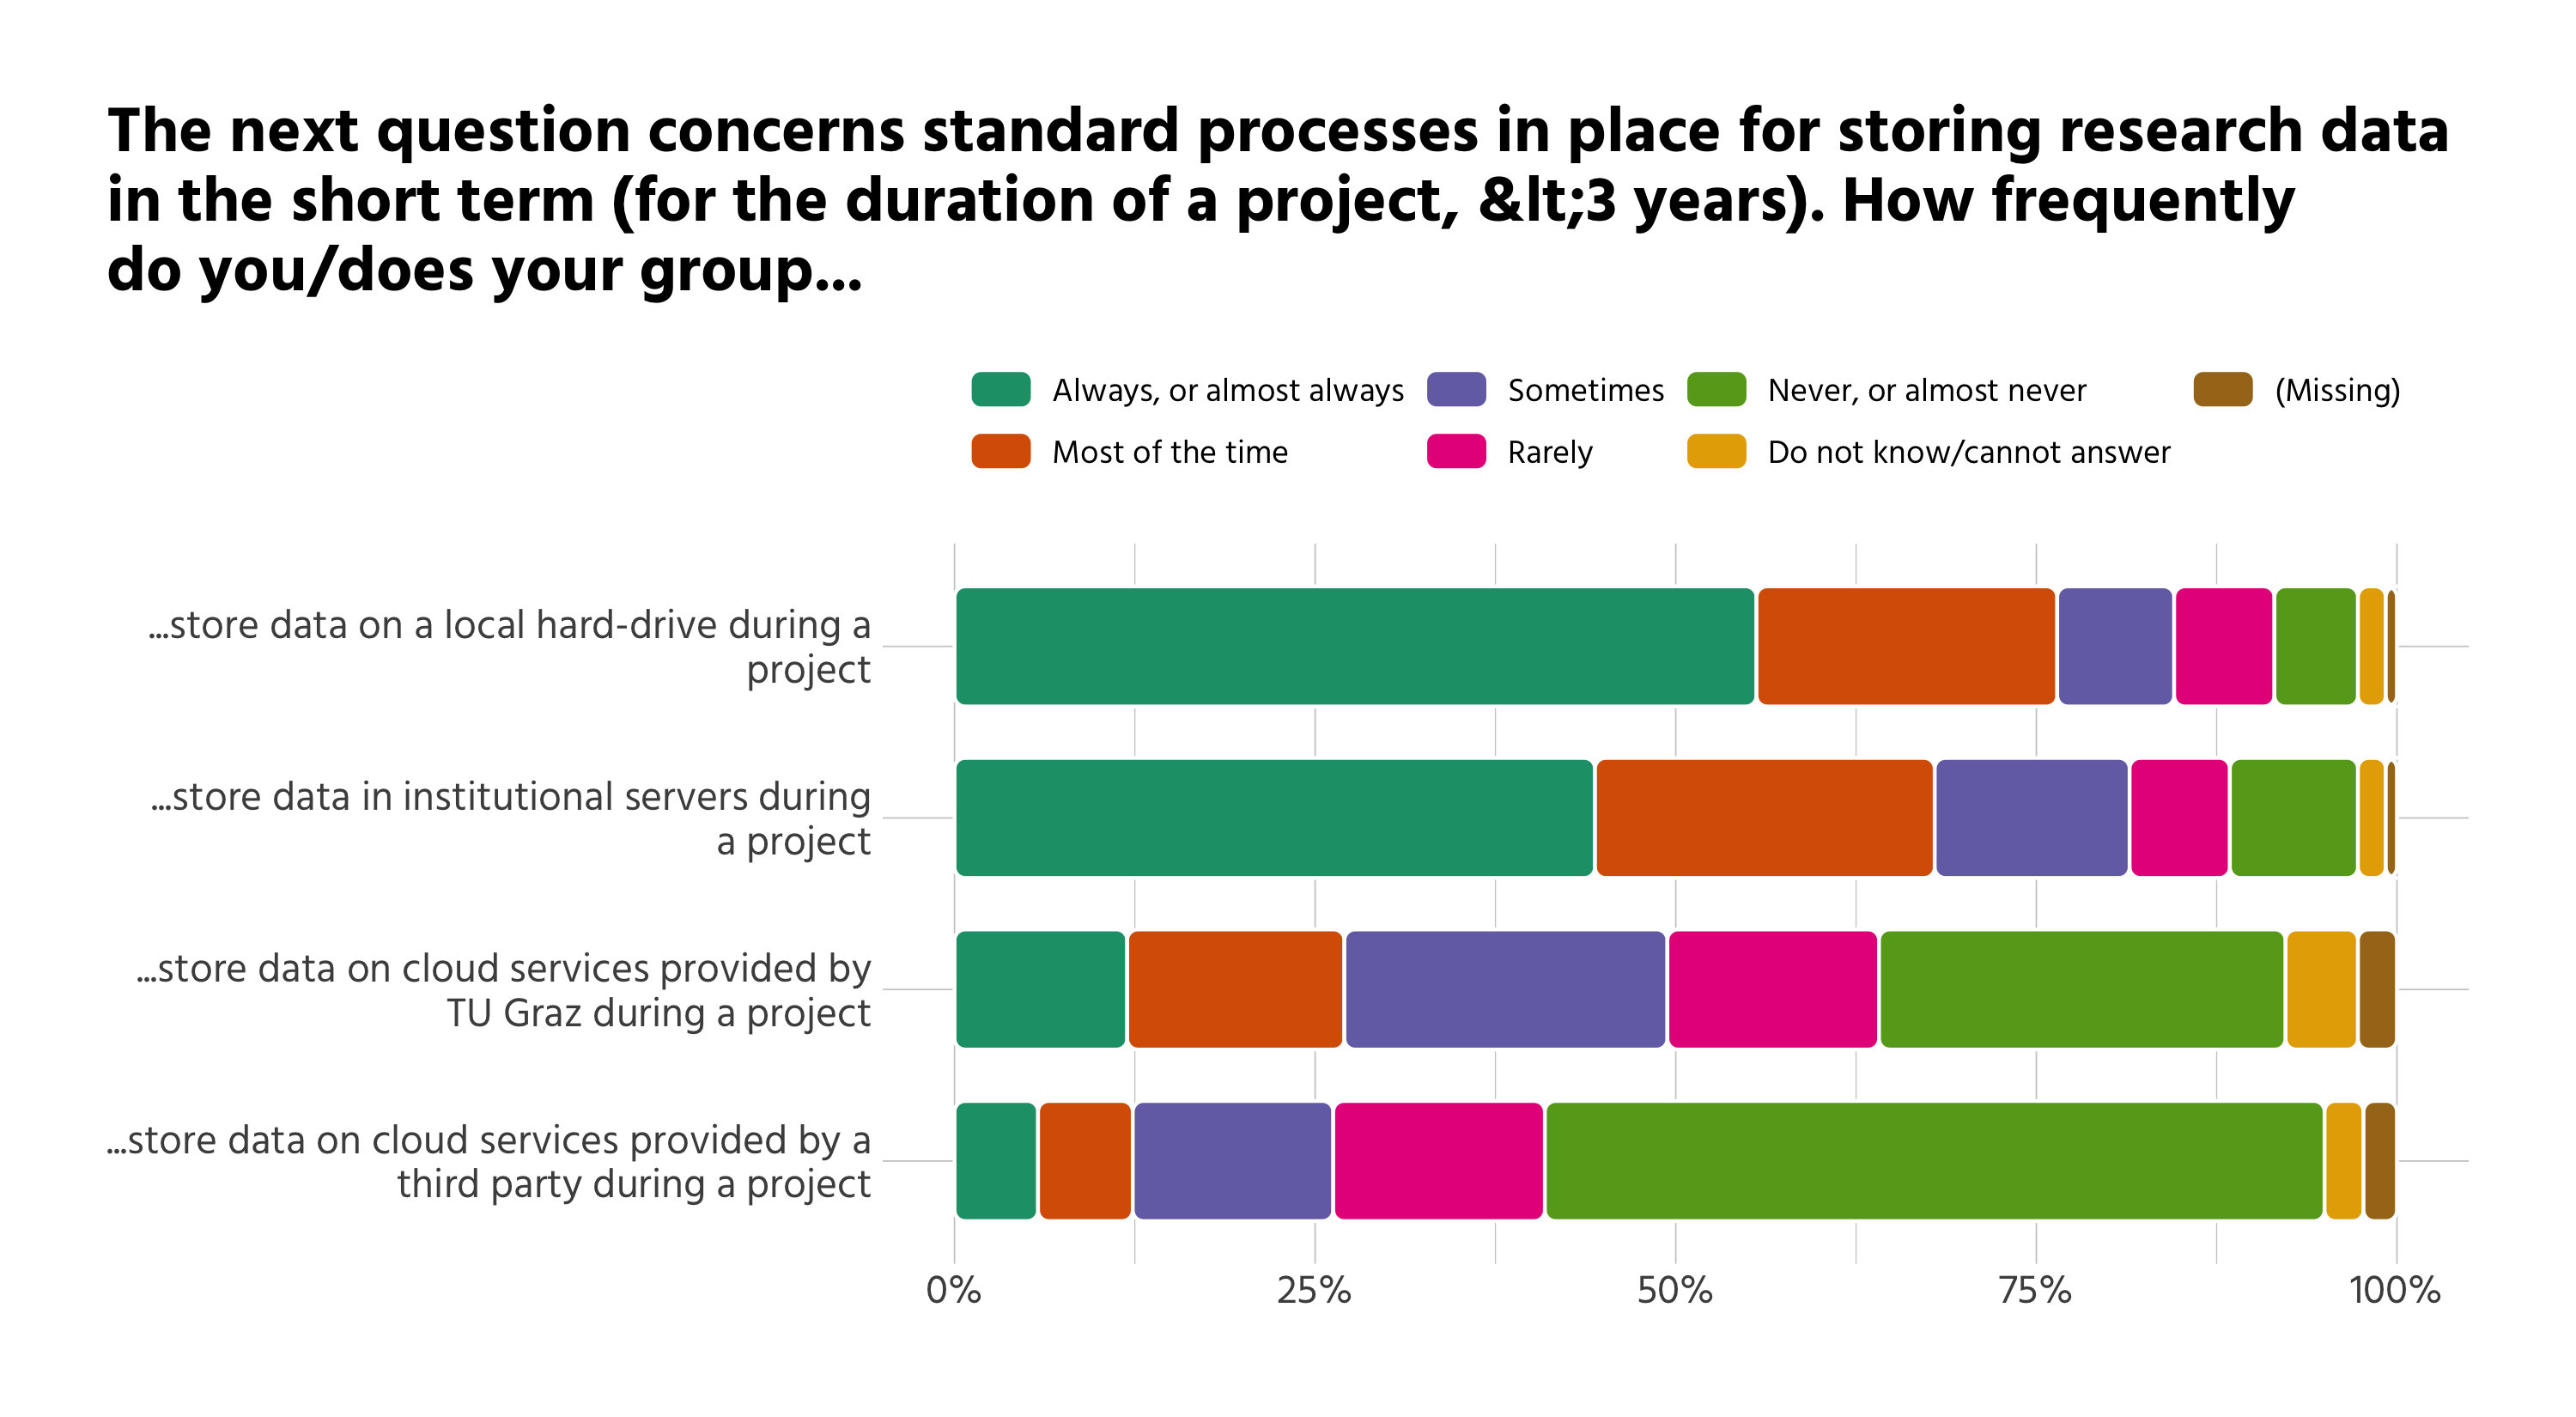 The next question concerns standard processes in place for storing research data
in the short term (for the duration of a project, &lt;3 years). How frequently
do you/does your group...
Always, or almost always
Sometimes
Never, or almost never
(Missing)
Most of the time
Rarely
Do not know/cannot answer
...store data on a local hard-drive during a
project
...store data in institutional servers during
a project
...store data on cloud services provided by
TU Graz during a project
...store data on cloud services provided by a
third party during a project
0%
25%
50%
75%
100%